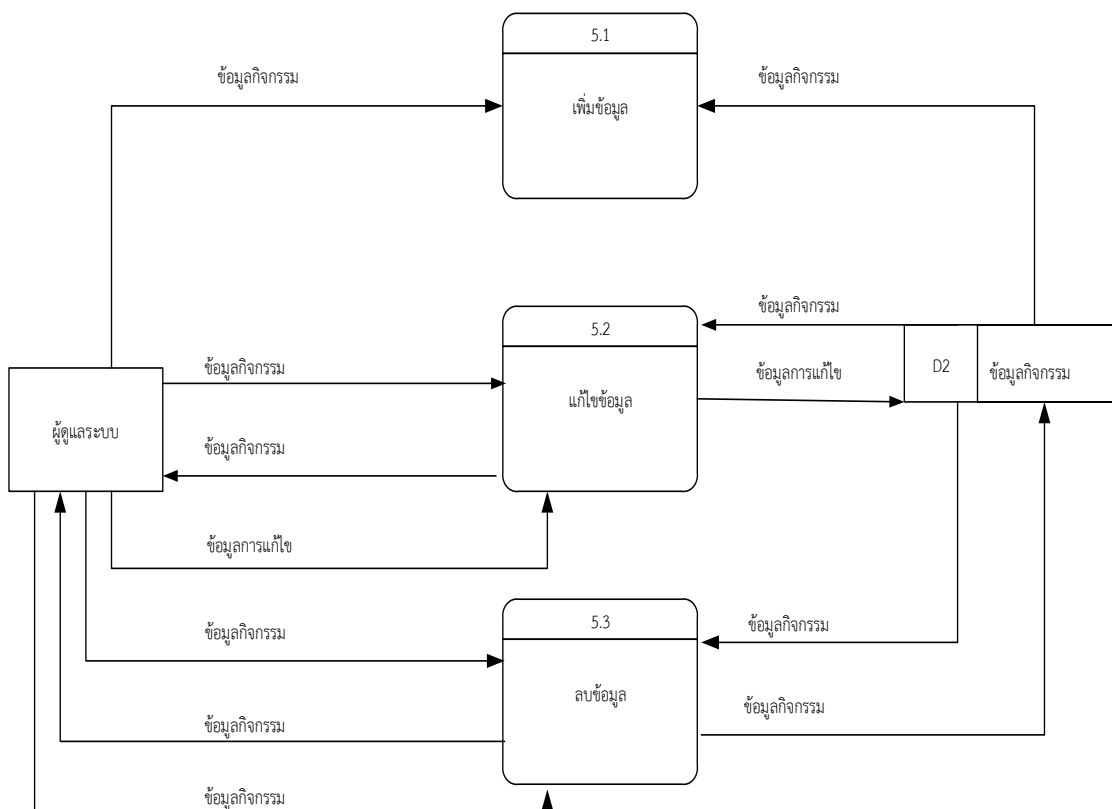 5.1
ข้อมูลกิจกรรม
ข้อมูลกิจกรรม
เพิ่มข้อมูล
ข้อมูลกิจกรรม
5.2
ข้อมูลกิจกรรม
ข้อมูลการแก้ไข
D2
ข้อมูลกิจกรรม
แก้ไขข้อมูล
ผู้ดูแลระบบ
ข้อมูลกิจกรรม
ข้อมูลการแก้ไข
5.3
ข้อมูลกิจกรรม
ข้อมูลกิจกรรม
ลบข้อมูล
ข้อมูลกิจกรรม
ข้อมูลกิจกรรม
ข้อมูลกิจกรรม